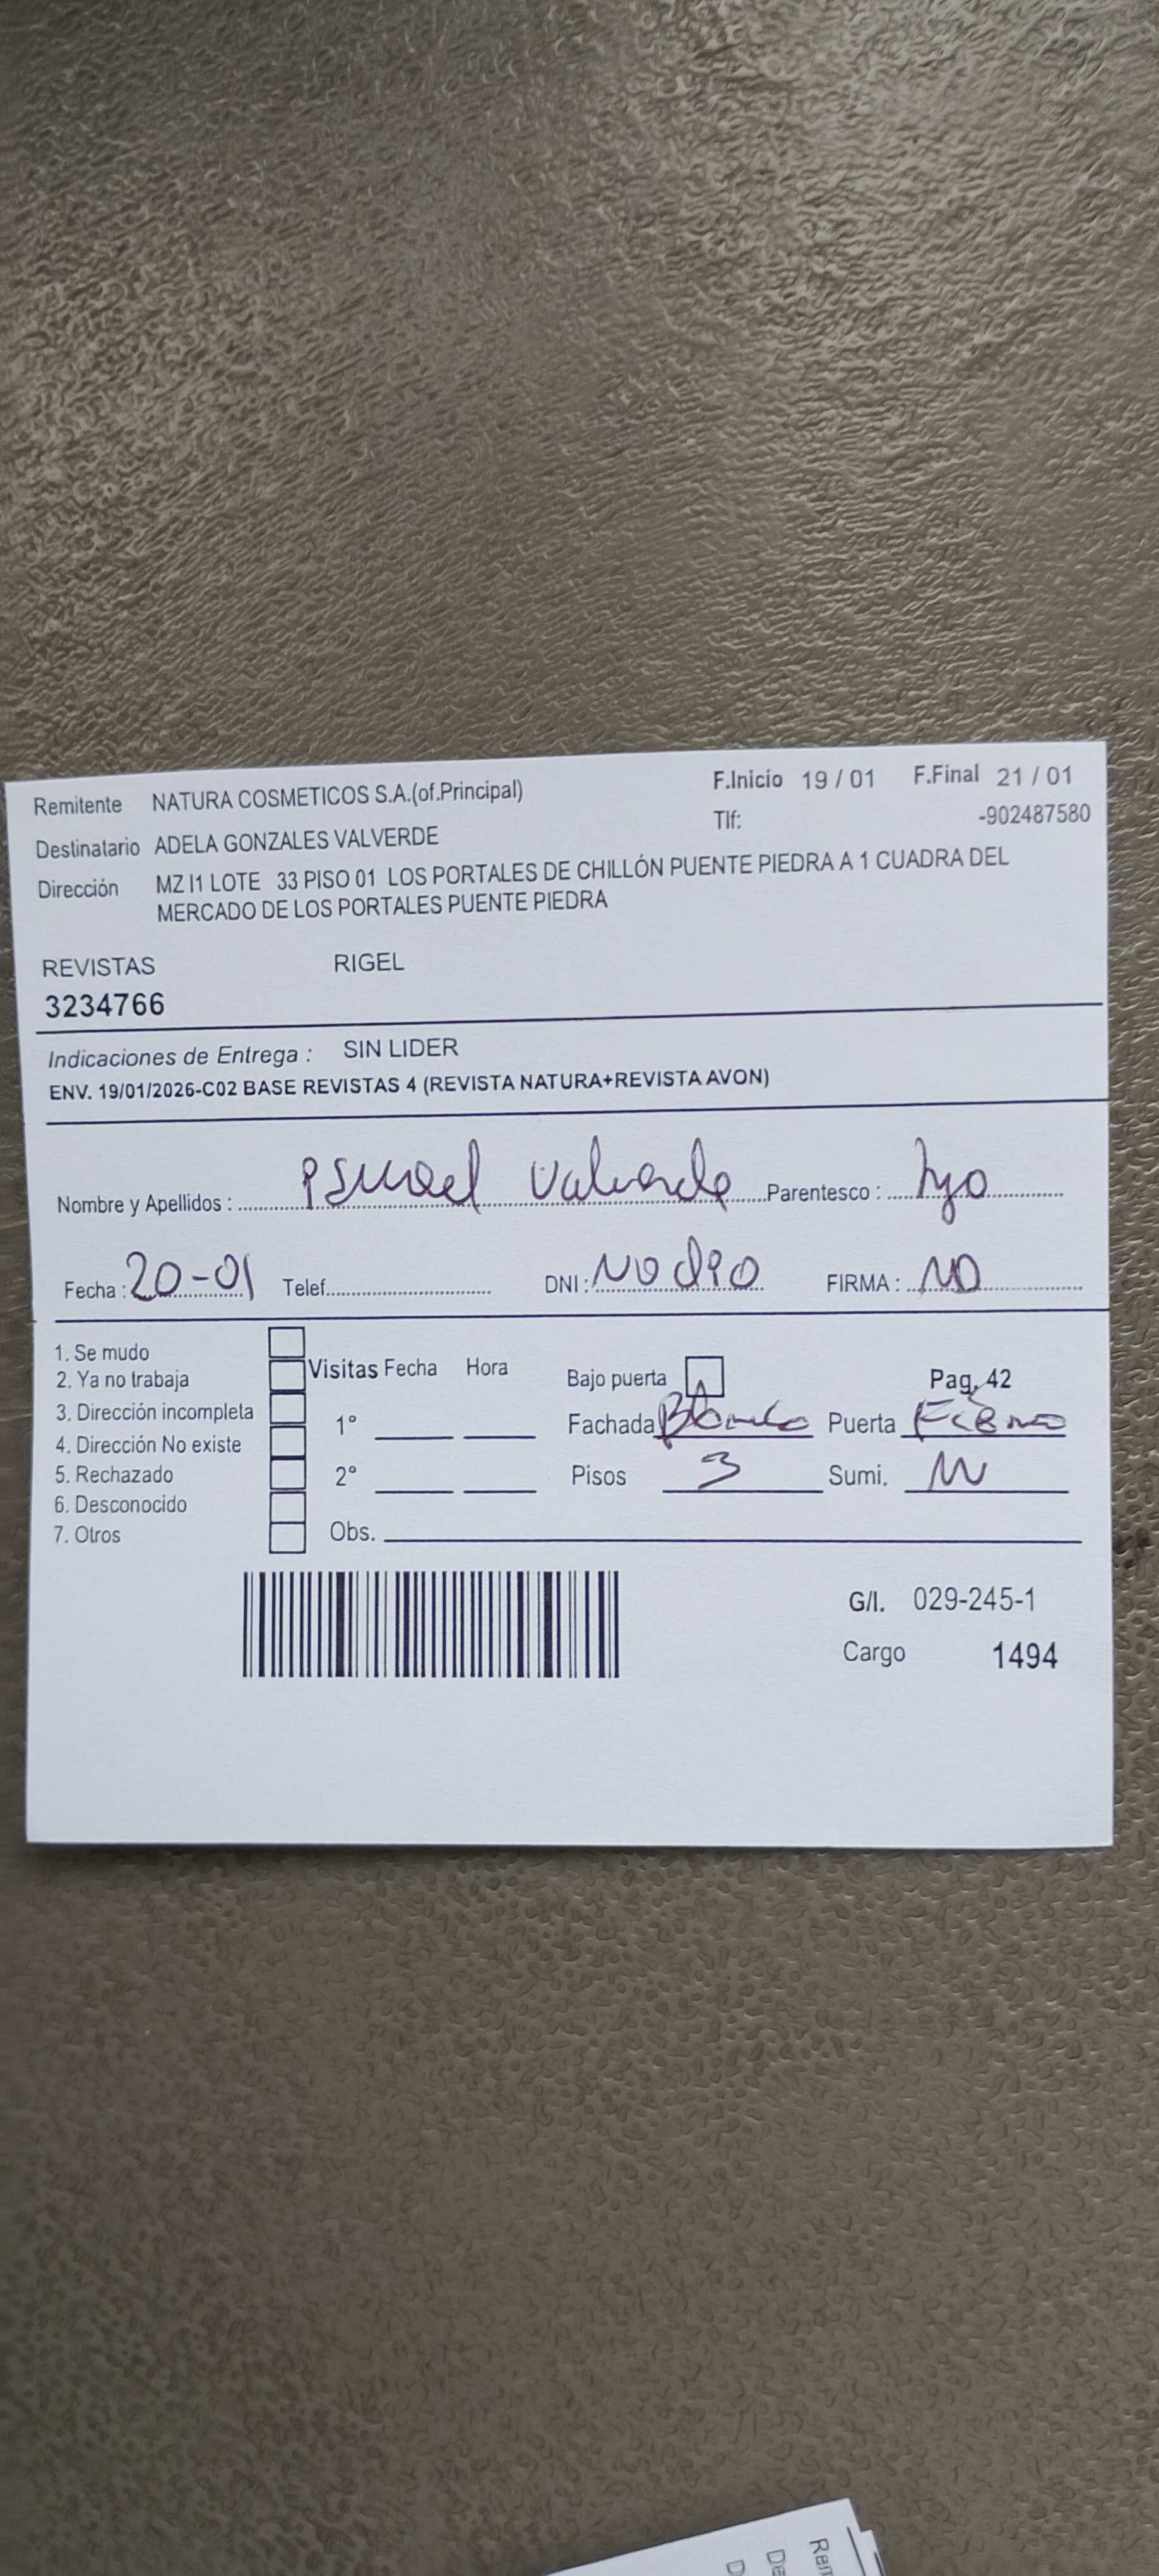 Remitente NATURA COSMETICOS S.A.(of.Principal) F.Inicio 19 / 01 F.Final 21 / 01
Destinatario ADELA GONZALES VALVERDE Tlf: -902487580
Dirección MZ I1 LOTE 33 PISO 01 LOS PORTALES DE CHILLÓN PUENTE PIEDRA A 1 CUADRA DEL
MERCADO DE LOS PORTALES PUENTE PIEDRA
REVISTAS RIGEL
3234766
Indicaciones de Entrega : SIN LIDER
ENV. 19/01/2026-C02 BASE REVISTAS 4 (REVISTA NATURA+REVISTA AVON)
Nombre y Apellidos : Ismael Valverde Parentesco : hijo
Fecha : 20-01 Telef. DNI : NO dio FIRMA : NO
1. Se mudo
2. Ya no trabaja
3. Dirección incompleta
4. Dirección No existe
5. Rechazado
6. Desconocido
7. Otros
Visitas Fecha Hora
1°
2°
Obs.
Bajo puerta Pag. 42
Fachada Blanco Puerta Fierro
Pisos 3 Sumi.
G/I. 029-245-1
Cargo 1494
Rem
De
D